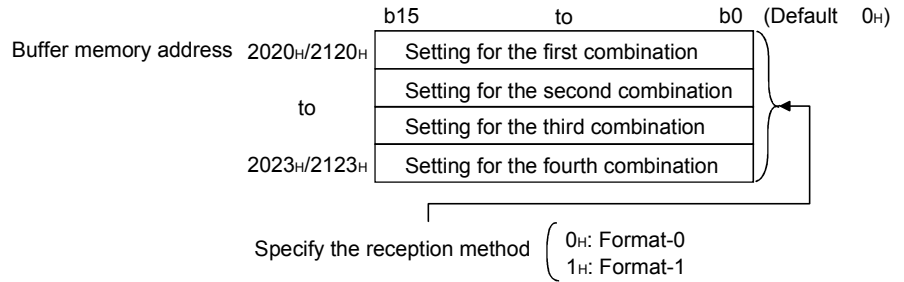 b15 to b0 (Default 0H)
Buffer memory address 2020H/2120H Setting for the first combination
Setting for the second combination
to
Setting for the third combination
2023H/2123H Setting for the fourth combination
Specify the reception method
0H: Format-0
1H: Format-1